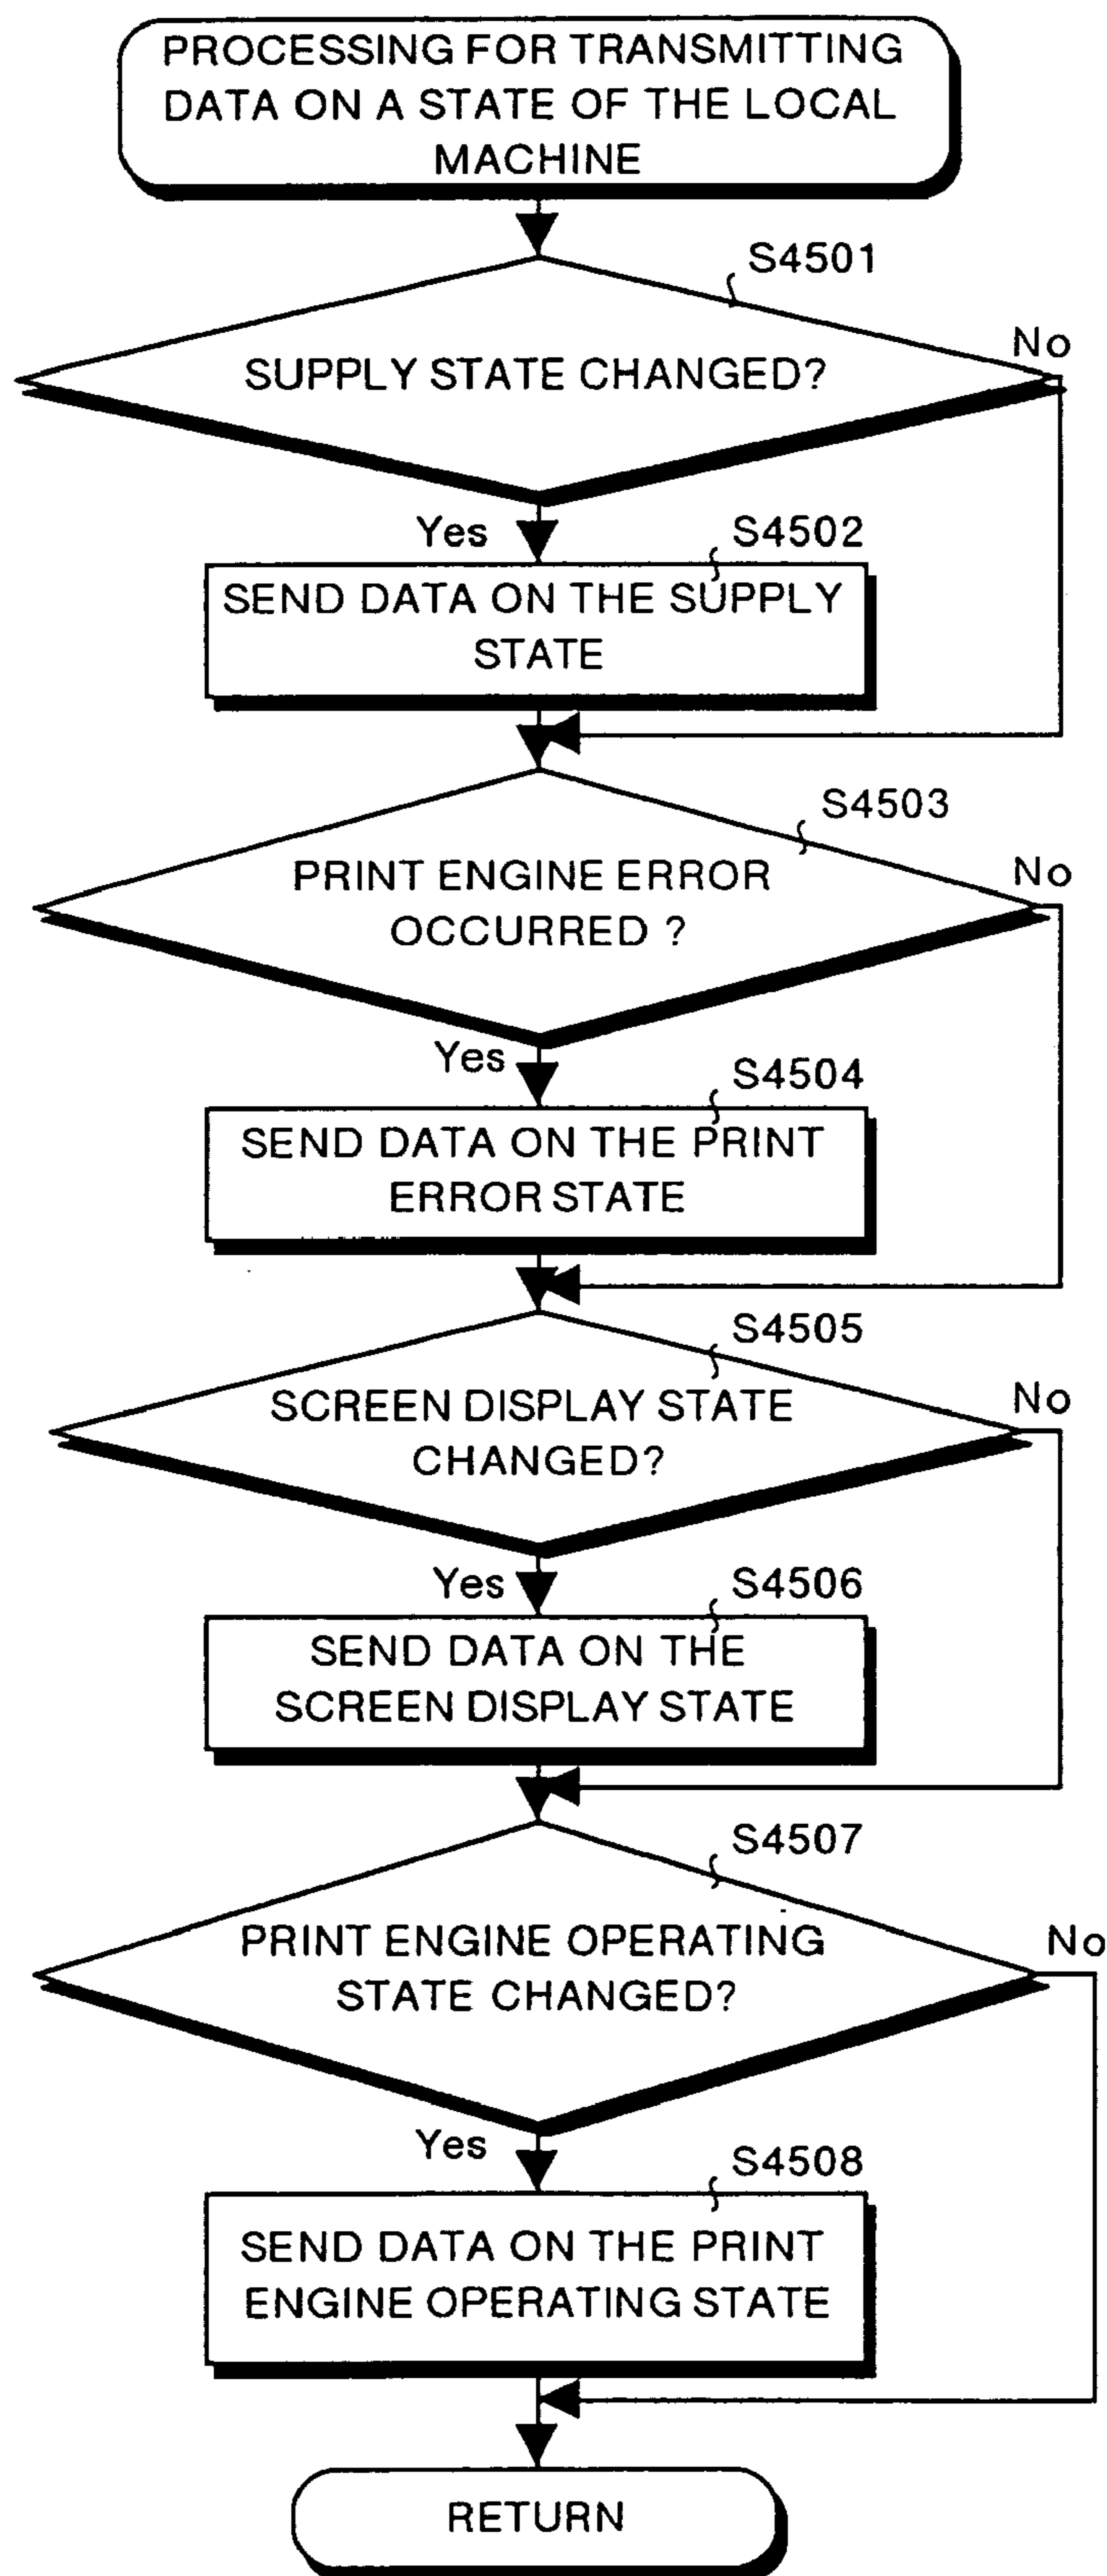 PROCESSING FOR TRANSMITTING
DATA ON A STATE OF THE LOCAL
MACHINE
S4501
No
SUPPLY STATE CHANGED?
Yes
S4502
SEND DATA ON THE SUPPLY
STATE
S4503
No
PRINT ENGINE ERROR
OCCURRED ?
Yes
S4504
SEND DATA ON THE PRINT
ERROR STATE
S4505
No
SCREEN DISPLAY STATE
CHANGED?
Yes
S4506
SEND DATA ON THE
SCREEN DISPLAY STATE
S4507
No
PRINT ENGINE OPERATING
STATE CHANGED?
Yes
S4508
SEND DATA ON THE PRINT
ENGINE OPERATING STATE
RETURN